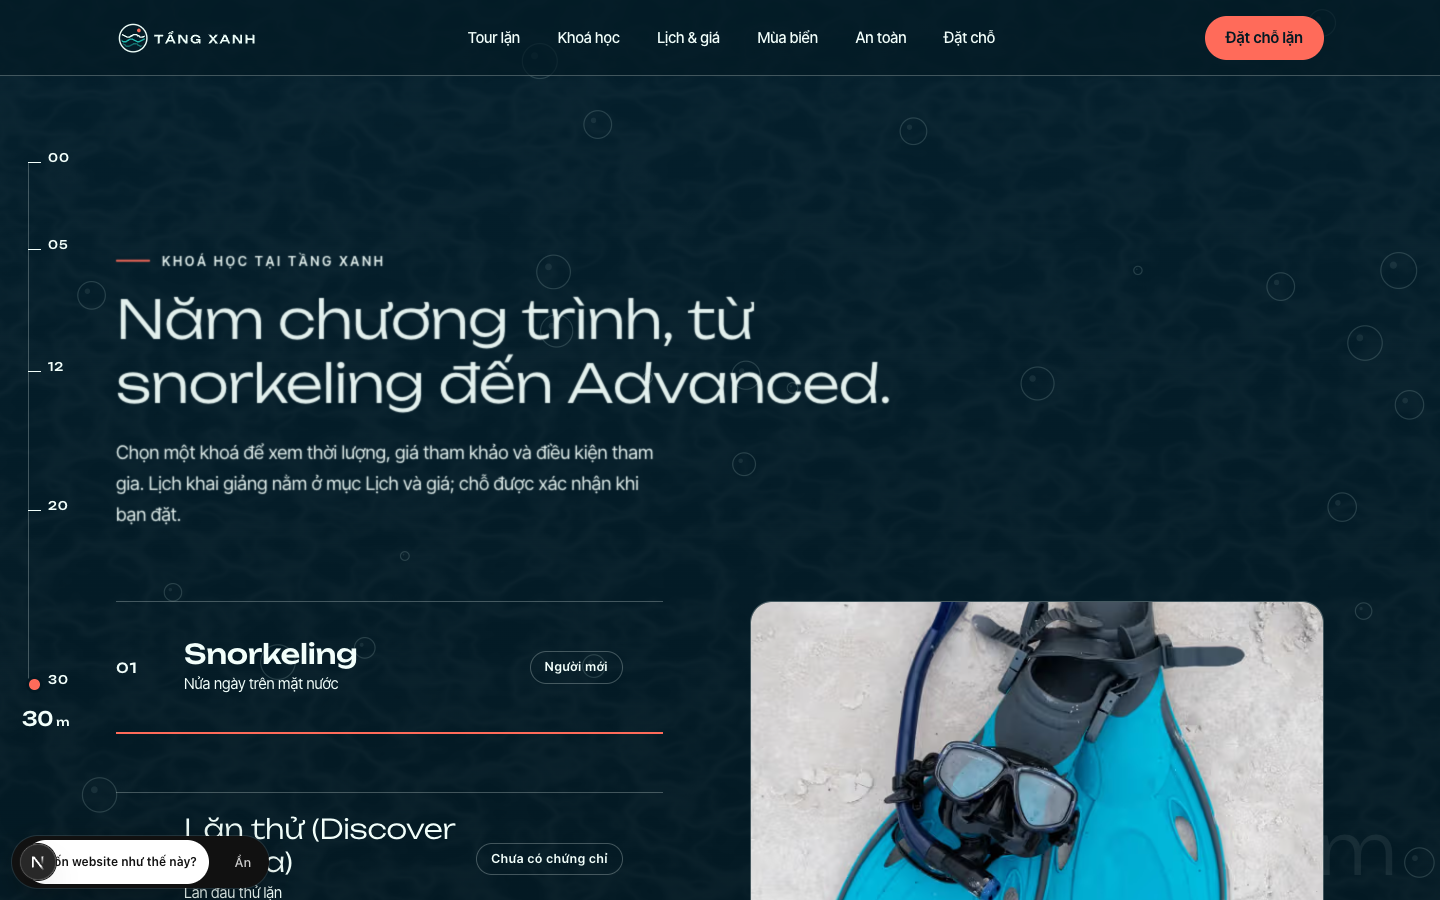 TẦNG XANH
Tour lặn
Khoá học
Lịch & giá
Mùa biển
An toàn
Đặt chỗ
Đặt chỗ lặn
00
05
12
20
30
30 m
KHOÁ HỌC TẠI TẦNG XANH
Năm chương trình, từ
snorkeling đến Advanced.
Chọn một khoá để xem thời lượng, giá tham khảo và điều kiện tham
gia. Lịch khai giảng nằm ở mục Lịch và giá; chỗ được xác nhận khi
bạn đặt.
01
Snorkeling
Nửa ngày trên mặt nước
Người mới
Lặn thử (Discover
Lần đầu thử lặn
Chưa có chứng chỉ
N
website như thế này?
Ẩn
m